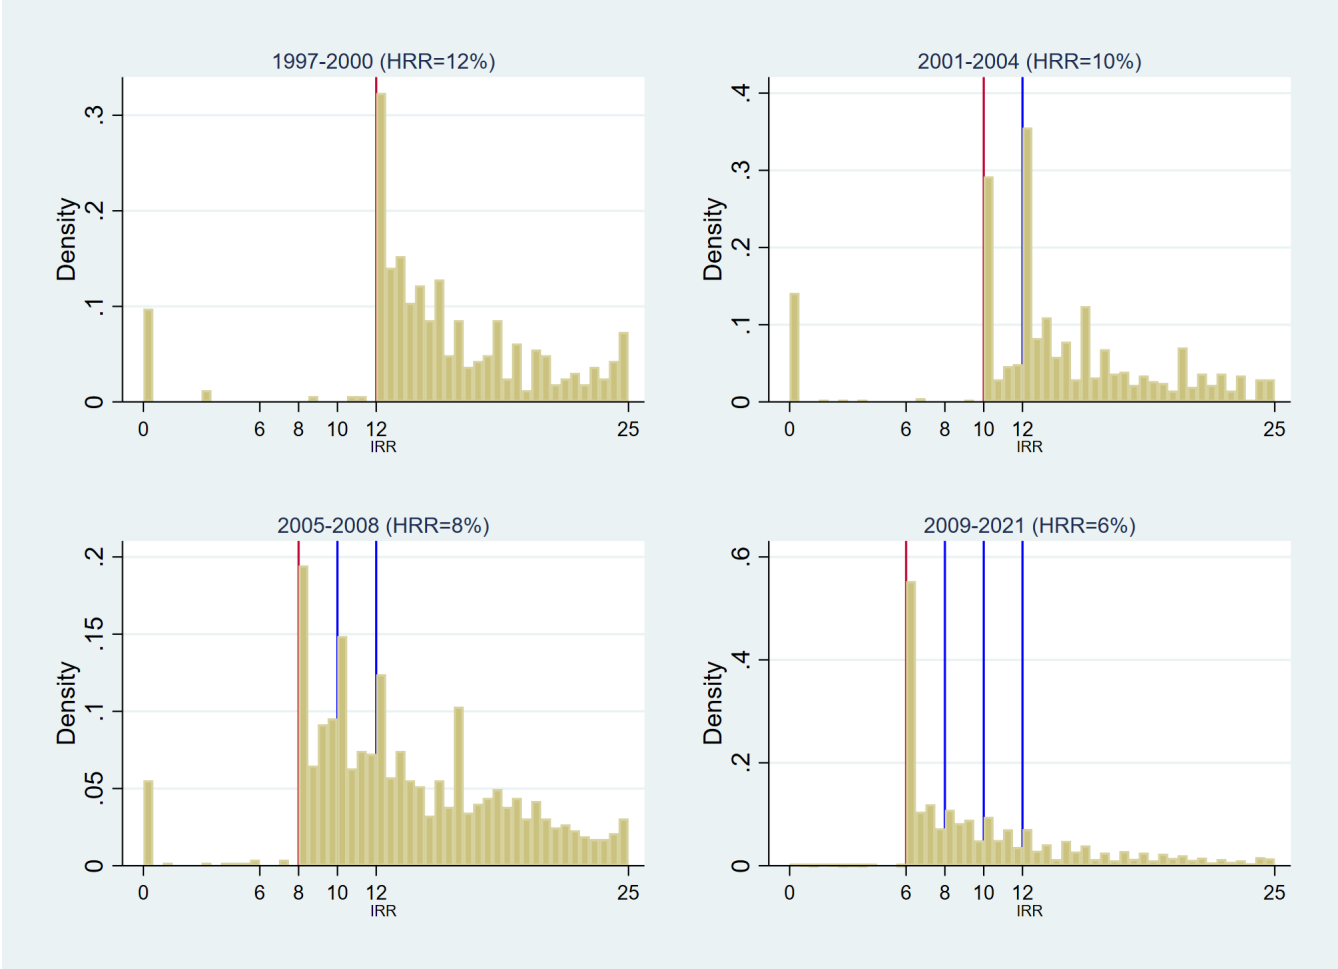 1997-2000 (HRR=12%)
Density
.3
.2
.1
0
0 6 8 10 12 25
IRR
2001-2004 (HRR=10%)
Density
.4
.3
.2
.1
0
0 6 8 10 12 25
IRR
2005-2008 (HRR=8%)
Density
.2
.15
.1
.05
0
0 6 8 10 12 25
IRR
2009-2021 (HRR=6%)
Density
.6
.4
.2
0
0 6 8 10 12 25
IRR